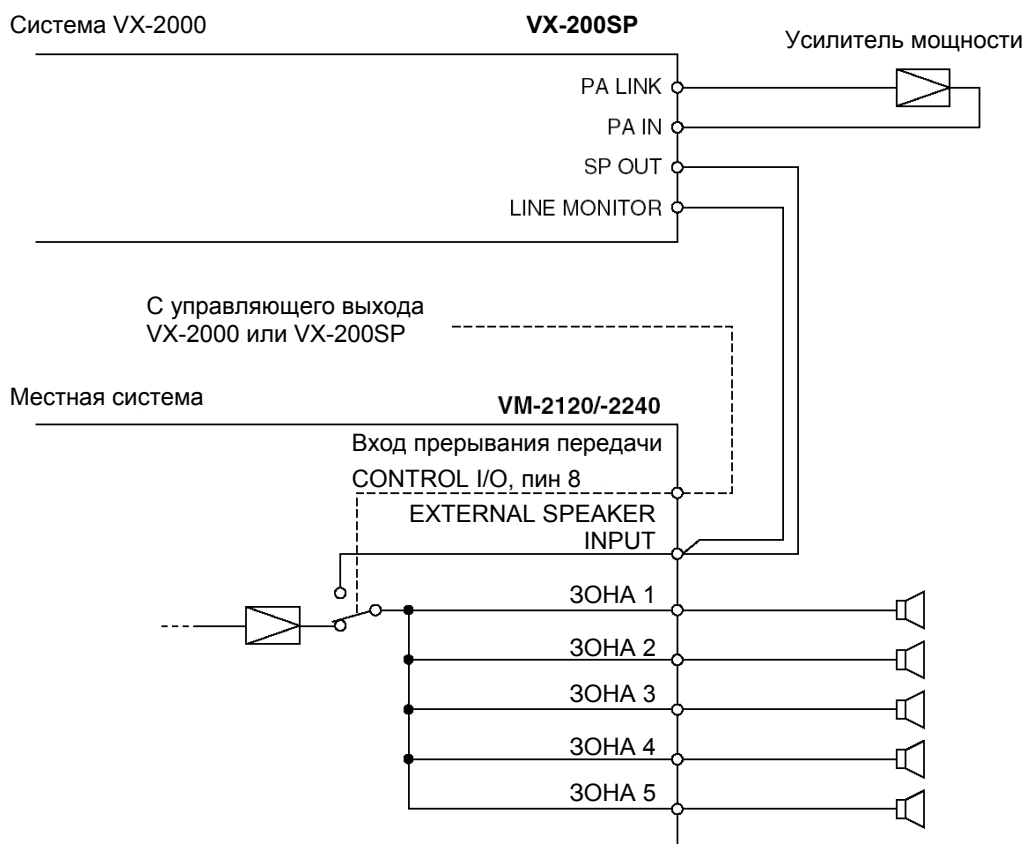 Система VX-2000
VX-200SP
Усилитель мощности
PA LINK
PA IN
SP OUT
LINE MONITOR
С управляющего выхода
VX-2000 или VX-200SP
Местная система
VM-2120/-2240
Вход прерывания передачи
CONTROL I/O, пин 8
EXTERNAL SPEAKER
INPUT
ЗОНА 1
ЗОНА 2
ЗОНА 3
ЗОНА 4
ЗОНА 5